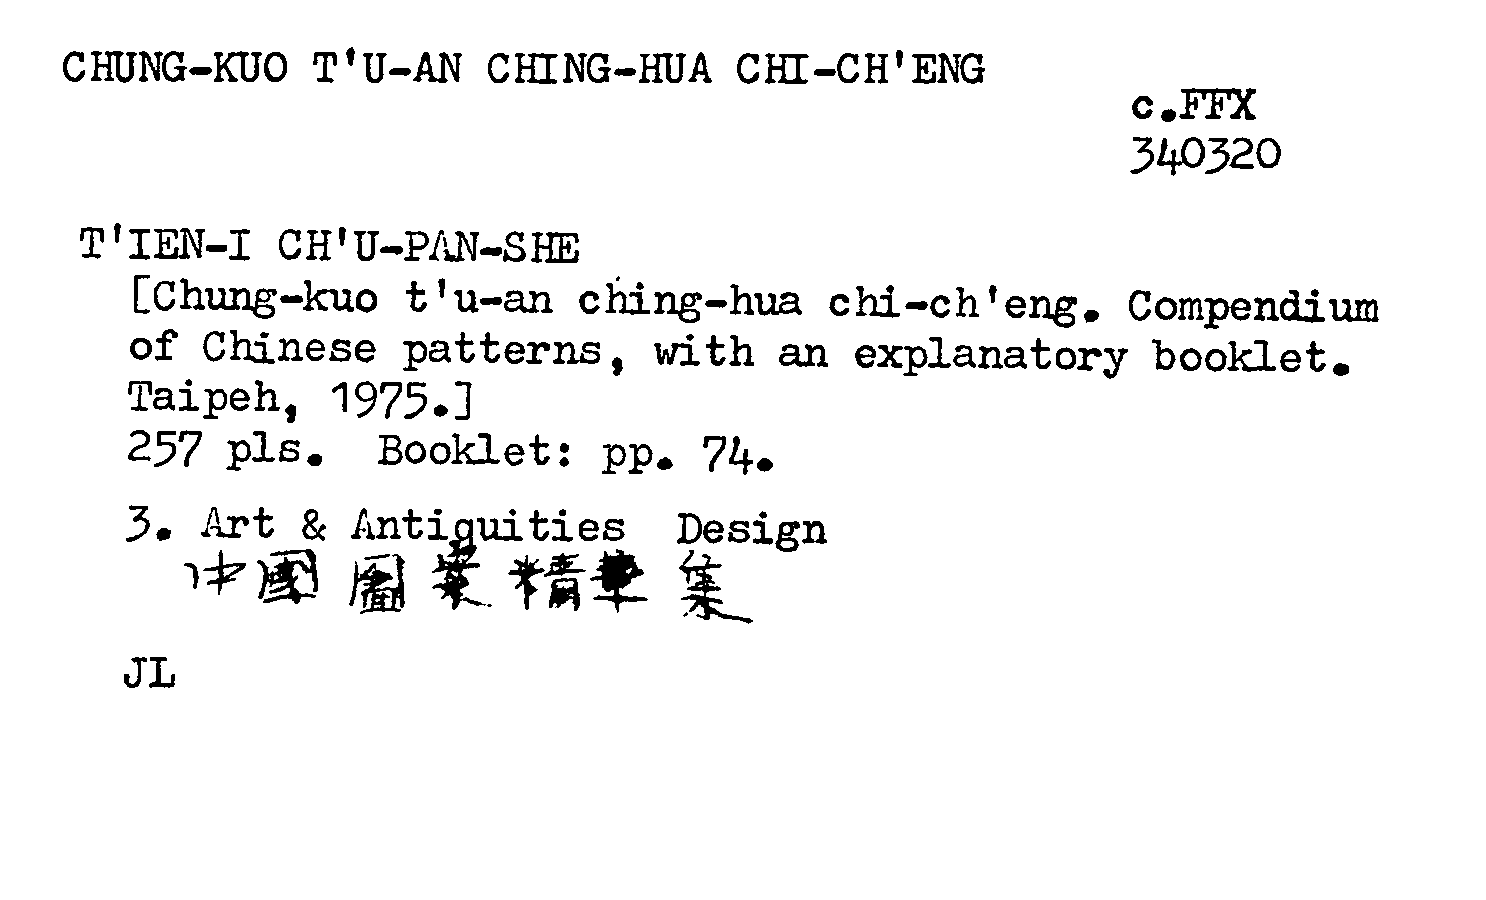 CHUNG-KUO T'U-AN CHING-HUA CHI-CH'ENG
c.FFX
340320
T'IEN-I CH'U-PAN-SHE
[Chung-kuo t'u-an ching-hua chi-ch'eng. Compendium
of Chinese patterns, with an explanatory booklet.
Taipeh, 1975.]
257 pls. Booklet: pp. 74.
3. Art & Antiquities Design
中國圖案精華集
JL